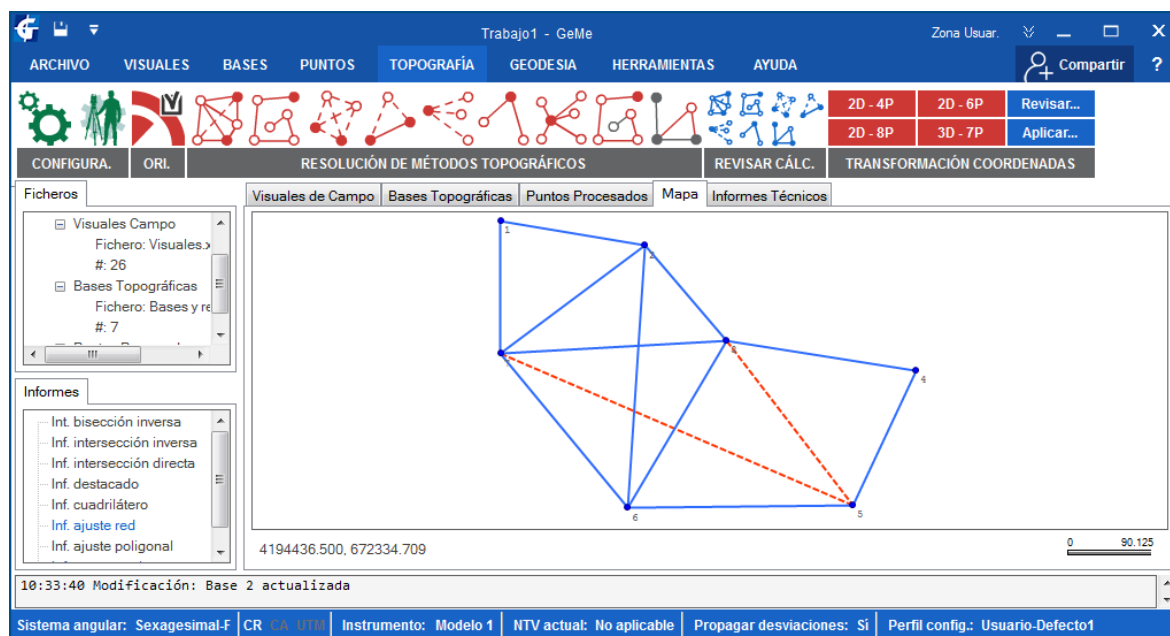 Trabajo1 - GeMe
Zona Usuar.
ARCHIVO VISUALES BASES PUNTOS TOPOGRAFÍA GEODESIA HERRAMIENTAS AYUDA Compartir ?
2D - 4P 2D - 6P Revisar...
2D - 8P 3D - 7P Aplicar...
CONFIGURA. ORI. RESOLUCIÓN DE MÉTODOS TOPOGRÁFICOS REVISAR CÁLC. TRANSFORMACIÓN COORDENADAS
Ficheros
Visuales de Campo Bases Topográficas Puntos Procesados Mapa Informes Técnicos
Visuales Campo
Fichero: Visuales.x
#: 26
Bases Topográficas
Fichero: Bases y re
#: 7
1
2
4
5
6
Informes
Int. bisección inversa
Inf. intersección inversa
Inf. intersección directa
Inf. destacado
Inf. cuadrilátero
Inf. ajuste red
Inf. ajuste poligonal
4194436.500, 672334.709
0 90.125
10:33:40 Modificación: Base 2 actualizada
Sistema angular: Sexagesimal-F CR CA UTM Instrumento: Modelo 1 NTV actual: No aplicable Propagar desviaciones: Sí Perfil config.: Usuario-Defecto1